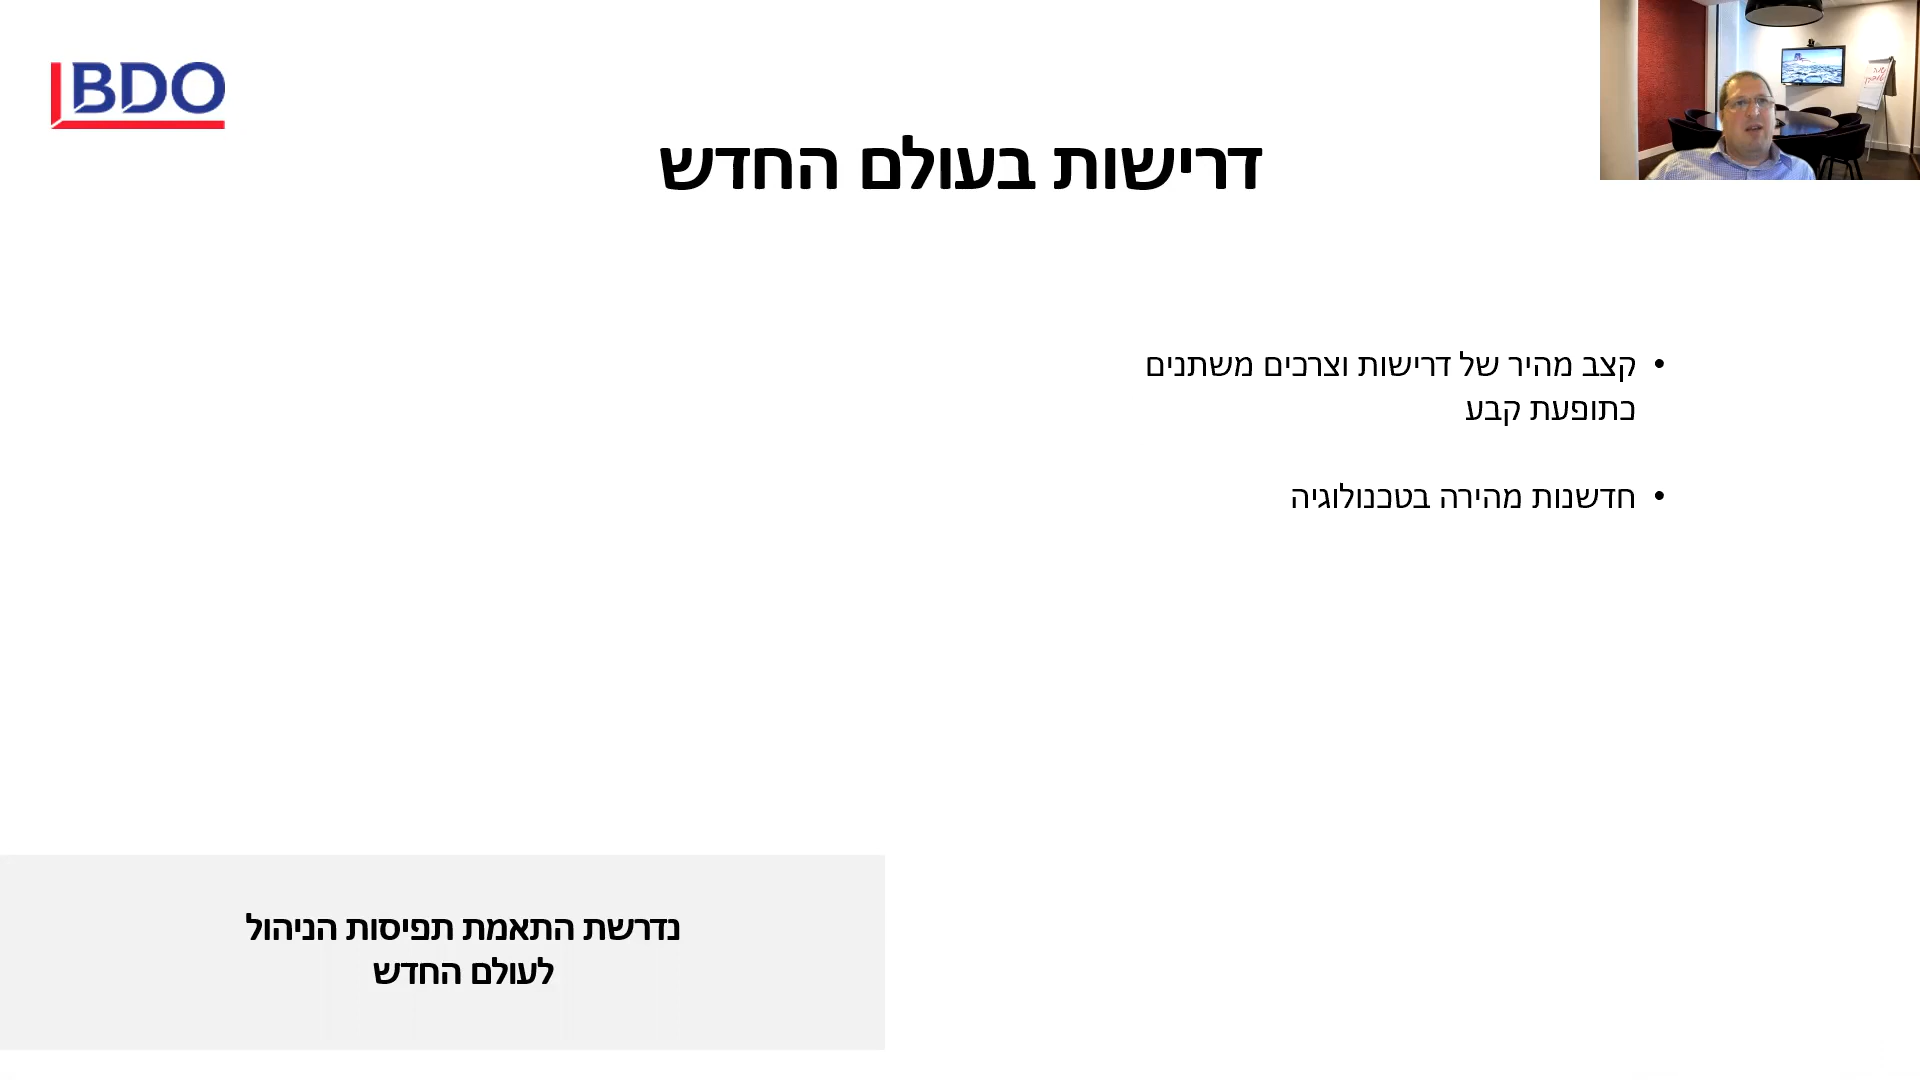 BDO
דרישות בעולם החדש
• קצב מהיר של דרישות וצרכים משתנים
כתופעת קבע
• חדשנות מהירה בטכנולוגיה
נדרשת התאמת תפיסות הניהול
לעולם החדש